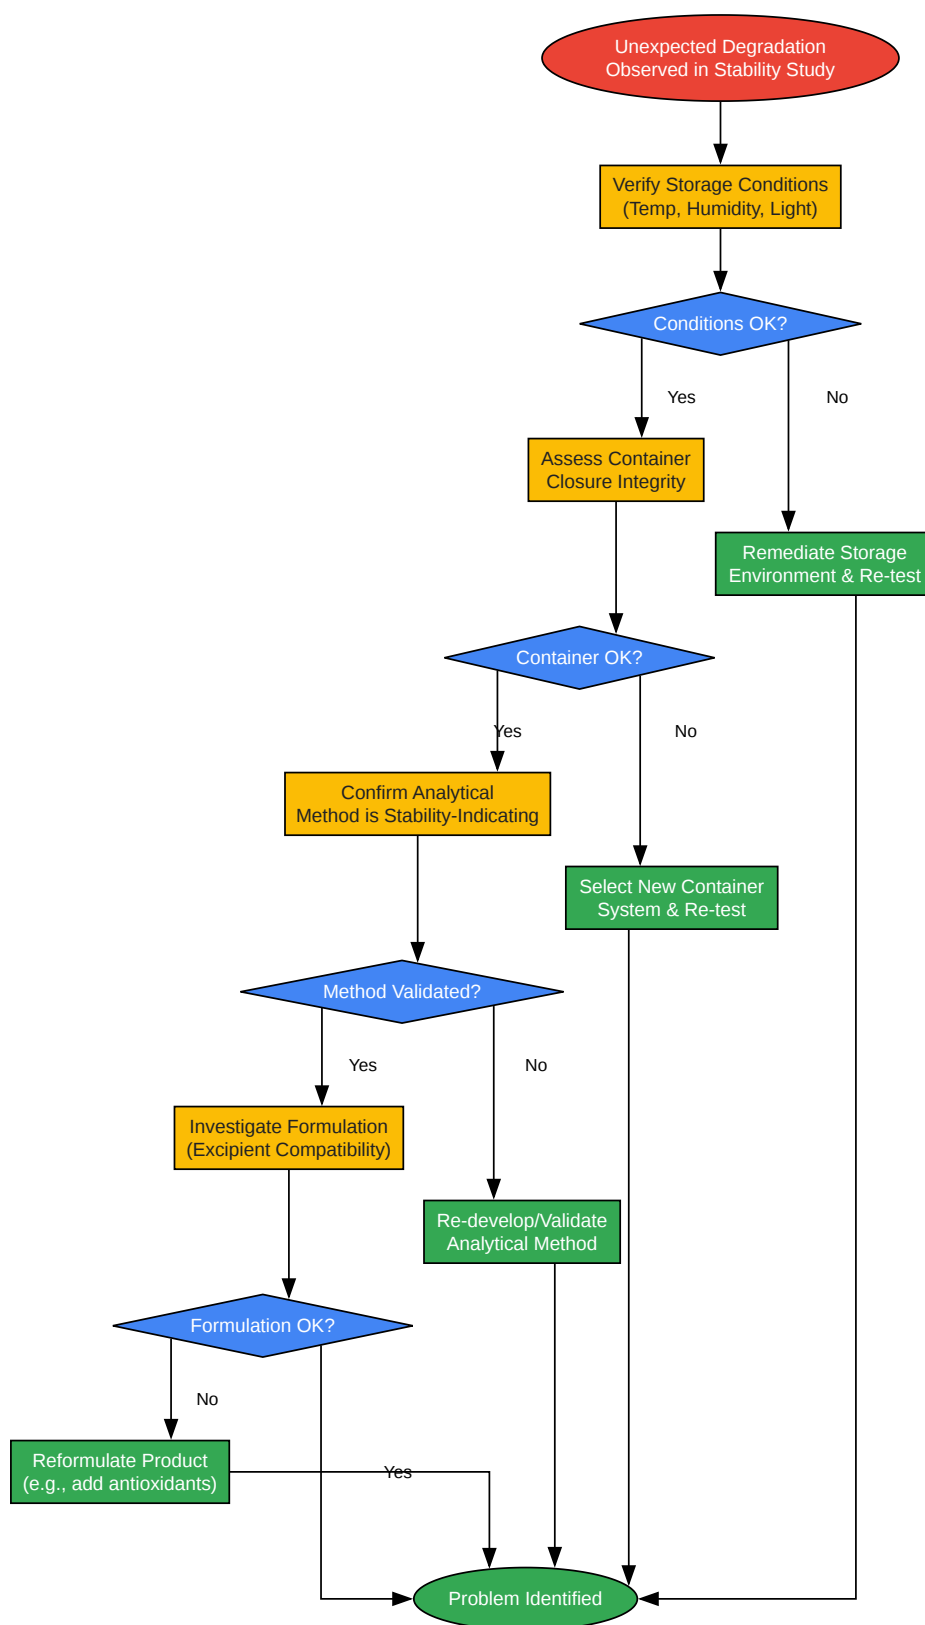 Unexpected Degradation
Observed in Stability Study
Verify Storage Conditions
(Temp, Humidity, Light)
Conditions OK?
Yes
No
Assess Container
Closure Integrity
Remediate Storage
Environment & Re-test
Container OK?
Yes
No
Confirm Analytical
Method is Stability-Indicating
Select New Container
System & Re-test
Method Validated?
Yes
No
Investigate Formulation
(Excipient Compatibility)
Re-develop/Validate
Analytical Method
Formulation OK?
No
Reformulate Product
(e.g., add antioxidants)
Yes
Problem Identified